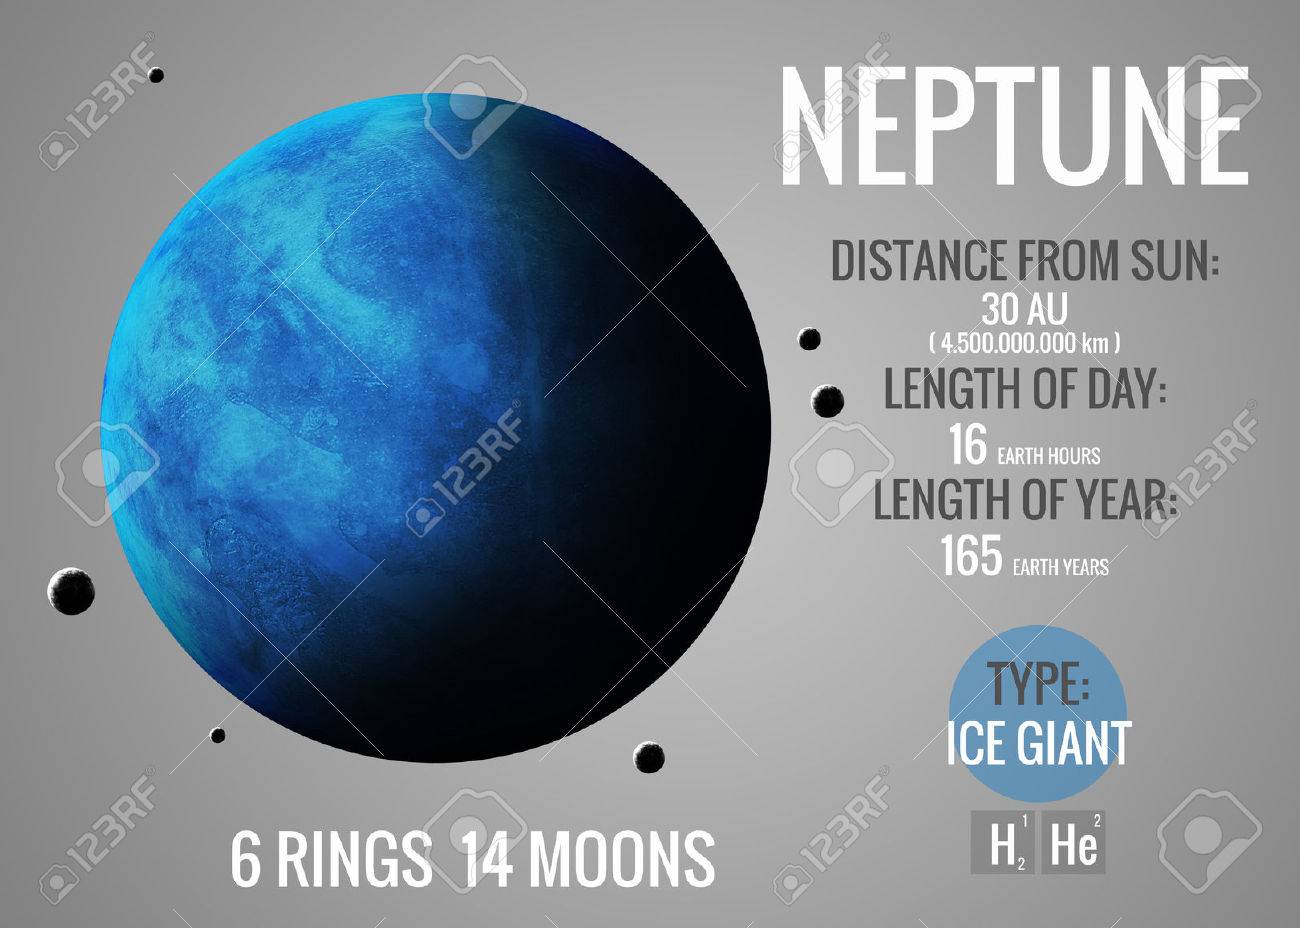 NEPTUNE
DISTANCE FROM SUN:
30 AU
( 4.500.000.000 km )
LENGTH OF DAY:
16 EARTH HOURS
LENGTH OF YEAR:
165 EARTH YEARS
TYPE:
ICE GIANT
H 1 2 He 2
6 RINGS 14 MOONS
123RF
123RF
123RF
123RF
123RF
123RF
123RF
123RF
123RF